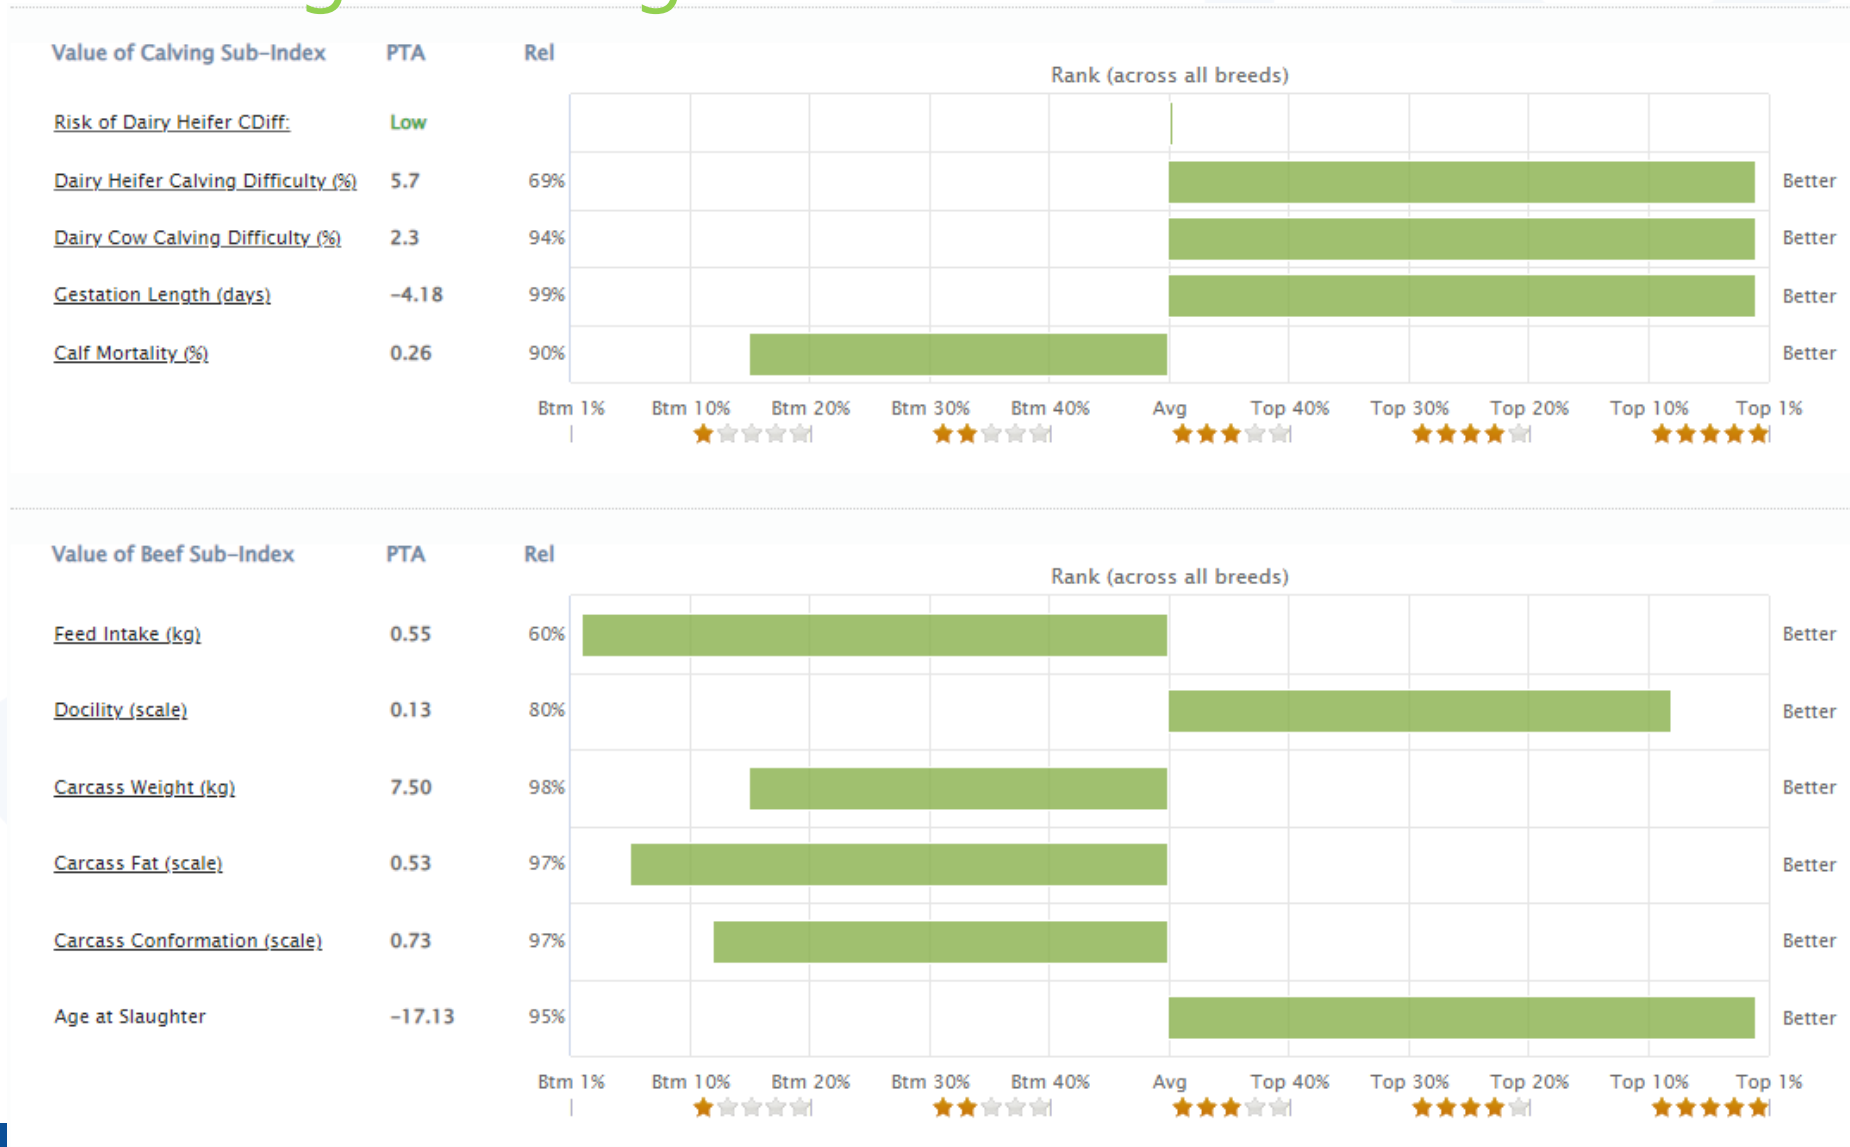 Value of Calving Sub-Index PTA Rel
Rank (across all breeds)
Risk of Dairy Heifer CDiff: Low
Dairy Heifer Calving Difficulty (%) 5.7 69% Better
Dairy Cow Calving Difficulty (%) 2.3 94% Better
Gestation Length (days) -4.18 99% Better
Calf Mortality (%) 0.26 90% Better
Btm 1% Btm 10% Btm 20% Btm 30% Btm 40% Avg Top 40% Top 30% Top 20% Top 10% Top 1%
Value of Beef Sub-Index PTA Rel
Rank (across all breeds)
Feed Intake (kg) 0.55 60% Better
Docility (scale) 0.13 80% Better
Carcass Weight (kg) 7.50 98% Better
Carcass Fat (scale) 0.53 97% Better
Carcass Conformation (scale) 0.73 97% Better
Age at Slaughter -17.13 95% Better
Btm 1% Btm 10% Btm 20% Btm 30% Btm 40% Avg Top 40% Top 30% Top 20% Top 10% Top 1%